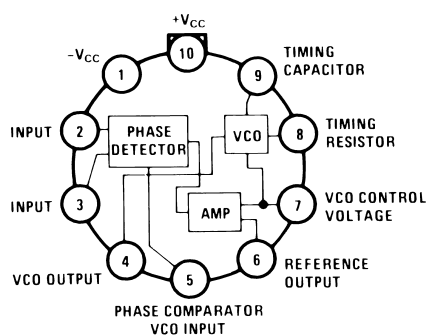 +VCC
-VCC
10
1
9
TIMING
CAPACITOR
INPUT
2
PHASE
DETECTOR
VCO
8
TIMING
RESISTOR
INPUT
3
AMP
7
VCO CONTROL
VOLTAGE
4
6
VCO OUTPUT
5
REFERENCE
OUTPUT
PHASE COMPARATOR
VCO INPUT